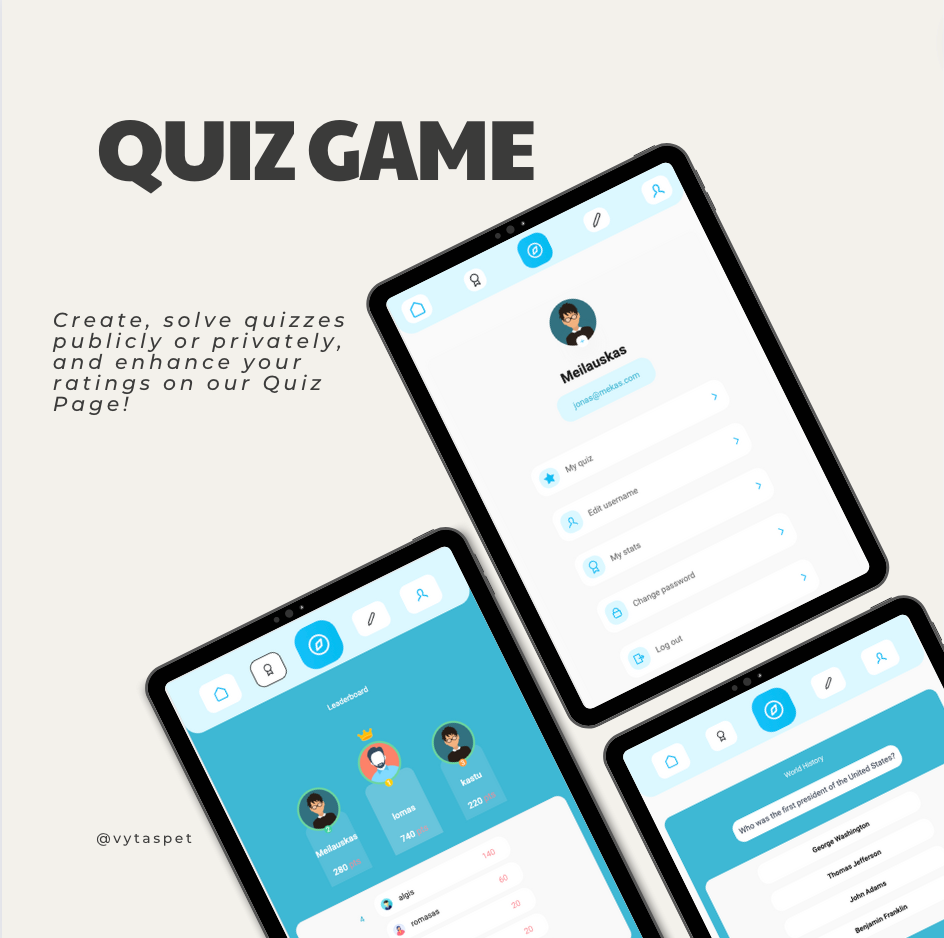 QUIZ GAME
Create, solve quizzes
publicly or privately,
and enhance your
ratings on our Quiz
Page!
Meilauskas
jonas@mekas.com
My quiz
Edit username
My stats
Change password
Log out
Leaderboard
1
lomas
740
2
Meilauskas
280
3
kastu
220
4 algis 140
romasas 60
20
20
World History
Who was the first president of the United States?
George Washington
Thomas Jefferson
John Adams
Benjamin Franklin
@vytaspet